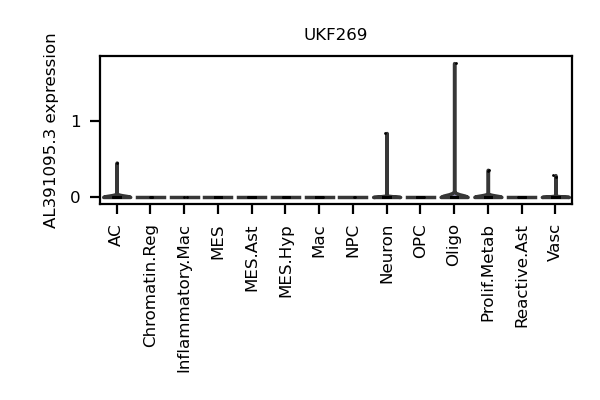 UKF269
AL391095.3 expression
1
0
AC
Chromatin.Reg
Inflammatory.Mac
MES
MES.Ast
MES.Hyp
Mac
NPC
Neuron
OPC
Oligo
Prolif.Metab
Reactive.Ast
Vasc